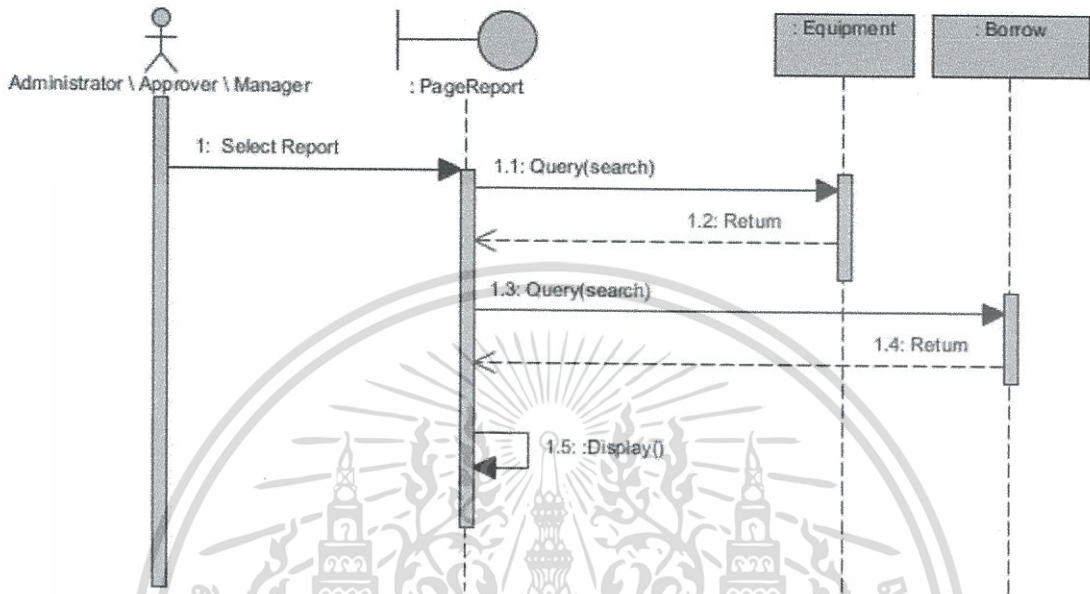 : Equipment
: Borrow
Administrator \ Approver \ Manager
: PageReport
1: Select Report
1.1: Query(search)
1.2: Return
1.3: Query(search)
1.4: Return
1.5: :Display()